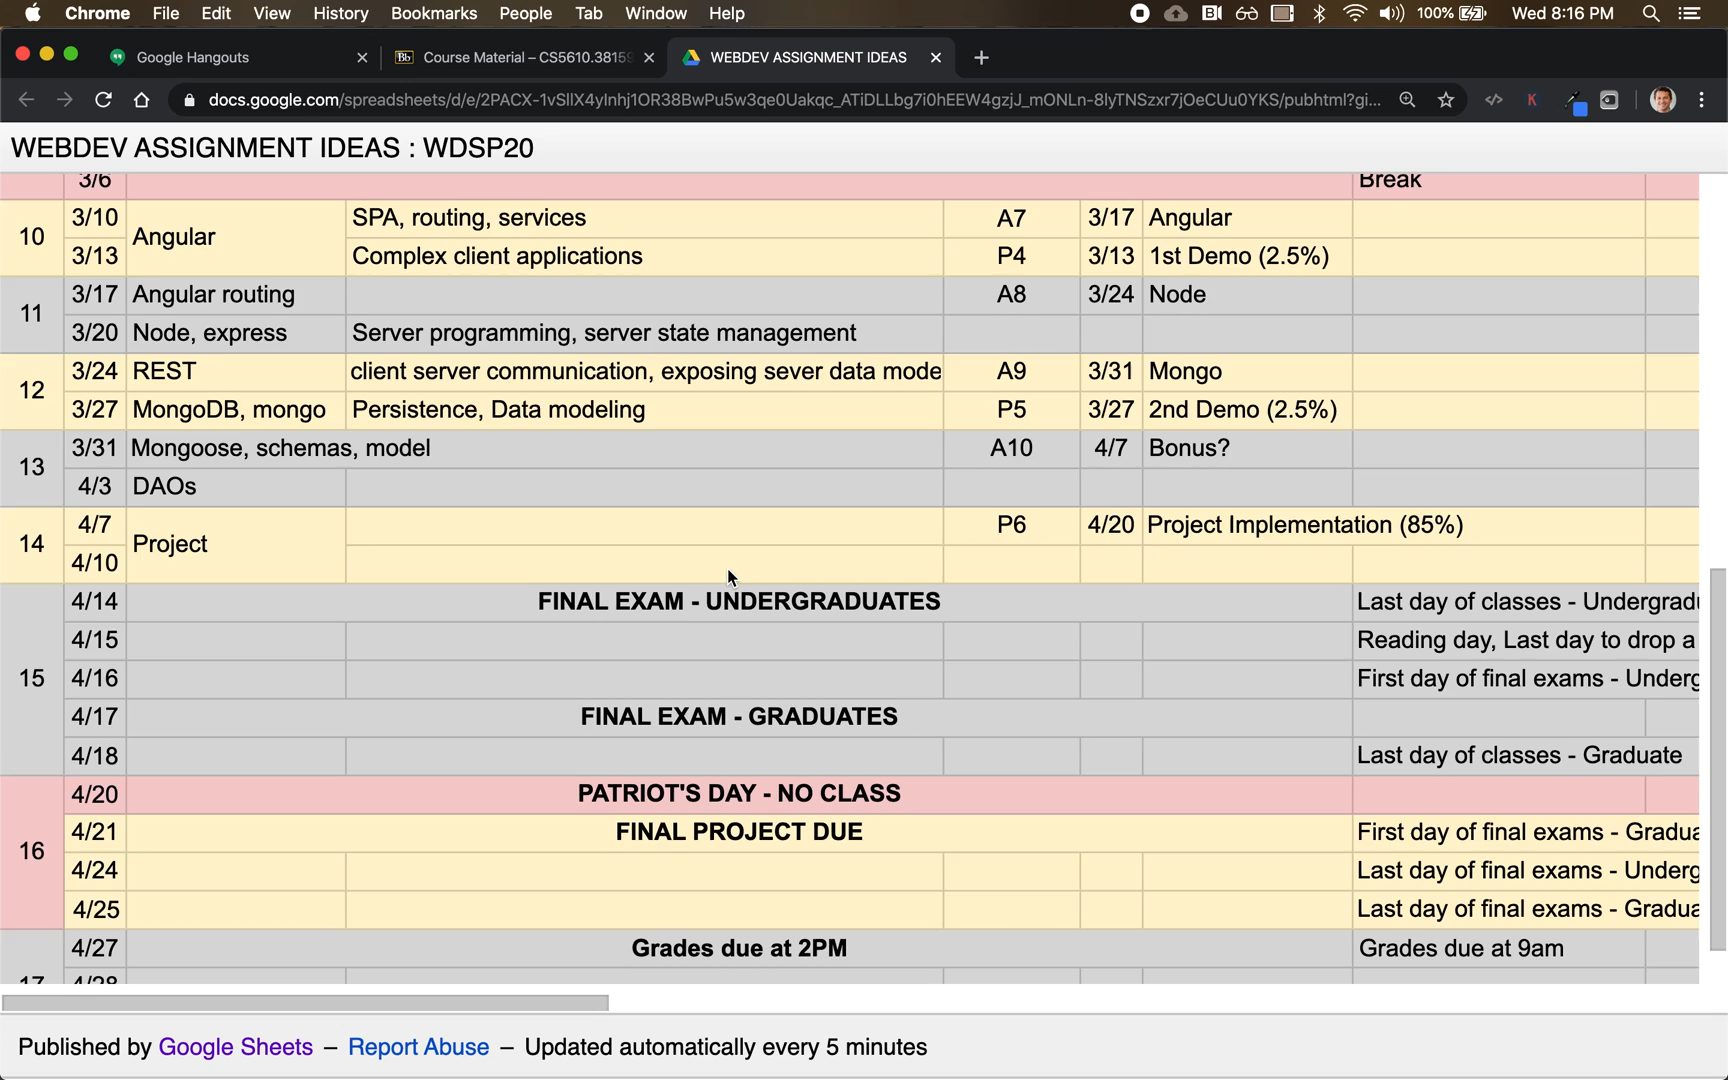 Chrome File Edit View History Bookmarks People Tab Window Help 100% Wed 8:16 PM
Google Hangouts Bb Course Material – CS5610.3815 WEBDEV ASSIGNMENT IDEAS
docs.google.com/spreadsheets/d/e/2PACX-1vSllX4ylnhj1OR38BwPu5w3qe0Uakqc_ATiDLLbg7i0hEEW4gzjJ_mONLn-8lyTNSzxr7jOeCUu0YKS/pubhtml?gi... K
WEBDEV ASSIGNMENT IDEAS : WDSP20
3/6 Break
10 3/10 Angular SPA, routing, services A7 3/17 Angular
3/13 Complex client applications P4 3/13 1st Demo (2.5%)
11 3/17 Angular routing A8 3/24 Node
3/20 Node, express Server programming, server state management
12 3/24 REST client server communication, exposing sever data mode A9 3/31 Mongo
3/27 MongoDB, mongo Persistence, Data modeling P5 3/27 2nd Demo (2.5%)
13 3/31 Mongoose, schemas, model A10 4/7 Bonus?
4/3 DAOs
14 4/7 Project P6 4/20 Project Implementation (85%)
4/10
15 4/14 FINAL EXAM - UNDERGRADUATES Last day of classes - Undergradu
4/15 Reading day, Last day to drop a
4/16 First day of final exams - Underg
4/17 FINAL EXAM - GRADUATES
4/18 Last day of classes - Graduate
16 4/20 PATRIOT'S DAY - NO CLASS
4/21 FINAL PROJECT DUE First day of final exams - Gradua
4/24 Last day of final exams - Underg
4/25 Last day of final exams - Gradua
4/27 Grades due at 2PM Grades due at 9am
17 4/28
Published by Google Sheets – Report Abuse – Updated automatically every 5 minutes